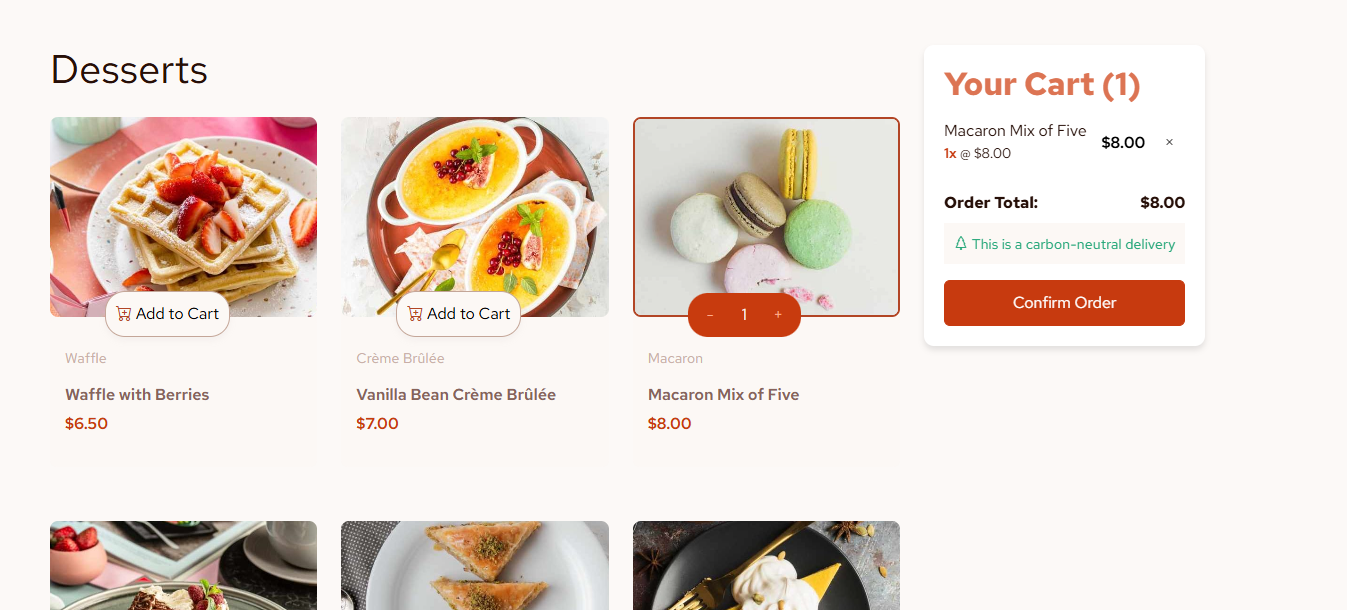 Desserts
Add to Cart
Waffle
Waffle with Berries
$6.50
Add to Cart
Crème Brûlée
Vanilla Bean Crème Brûlée
$7.00
- 1 +
Macaron
Macaron Mix of Five
$8.00
Your Cart (1)
Macaron Mix of Five
1x @ $8.00
$8.00 ×
Order Total: $8.00
This is a carbon-neutral delivery
Confirm Order